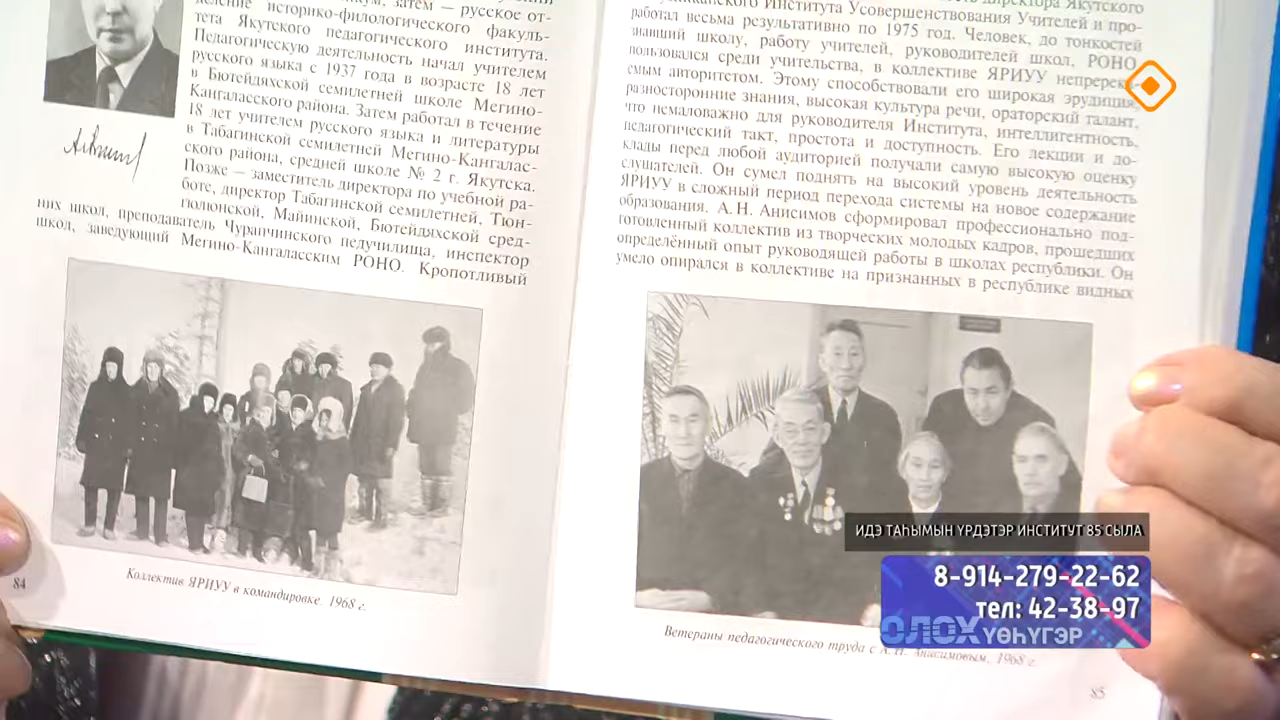 затем — русское от-
деление историко-филологического факуль-
тета Якутского педагогического института.
Педагогическую деятельность начал учителем
русского языка с 1937 года в возрасте 18 лет
в Бютейдяхской семилетней школе Мегино-
Кангаласского района. Затем работал в течение
18 лет учителем русского языка и литературы
в Табагинской семилетней Мегино-Кангалас-
ского района, средней школе № 2 г. Якутска.
Позже — заместитель директора по учебной ра-
боте, директор Табагинской семилетней, Тюн-
гюлюнской, Майинской, Бютейдяхской сред-
них школ, преподаватель Чурапчинского педучилища, инспектор
школ, заведующий Мегино-Кангаласским РОНО. Кропотливый
Коллектив ЯРИУУ в командировке. 1968 г.
84
директора Якутского
Института Усовершенствования Учителей и про-
работал весьма результативно по 1975 год. Человек, до тонкостей
знавший школу, работу учителей, руководителей школ, РОНО
пользовался среди учительства, в коллективе ЯРИУУ непререка-
емым авторитетом. Этому способствовали его широкая эрудиция,
разносторонние знания, высокая культура речи, ораторский талант,
что немаловажно для руководителя Института, интеллигентность,
педагогический такт, простота и доступность. Его лекции и до-
клады перед любой аудиторией получали самую высокую оценку
слушателей. Он сумел поднять на высокий уровень деятельность
ЯРИУУ в сложный период перехода системы на новое содержание
образования. А. Н. Анисимов сформировал профессионально под-
готовленный коллектив из творческих молодых кадров, прошедших
определённый опыт руководящей работы в школах республики. Он
умело опирался в коллективе на признанных в республике видных
Ветераны педагогического труда с А. Н. Анисимовым. 1968 г.
85
ИДЭ ТАҺЫМЫН ҮРДЭТЭР ИНСТИТУТ 85 СЫЛА
8-914-279-22-62
тел: 42-38-97
ОЛОХ ҮӨҺҮГЭР